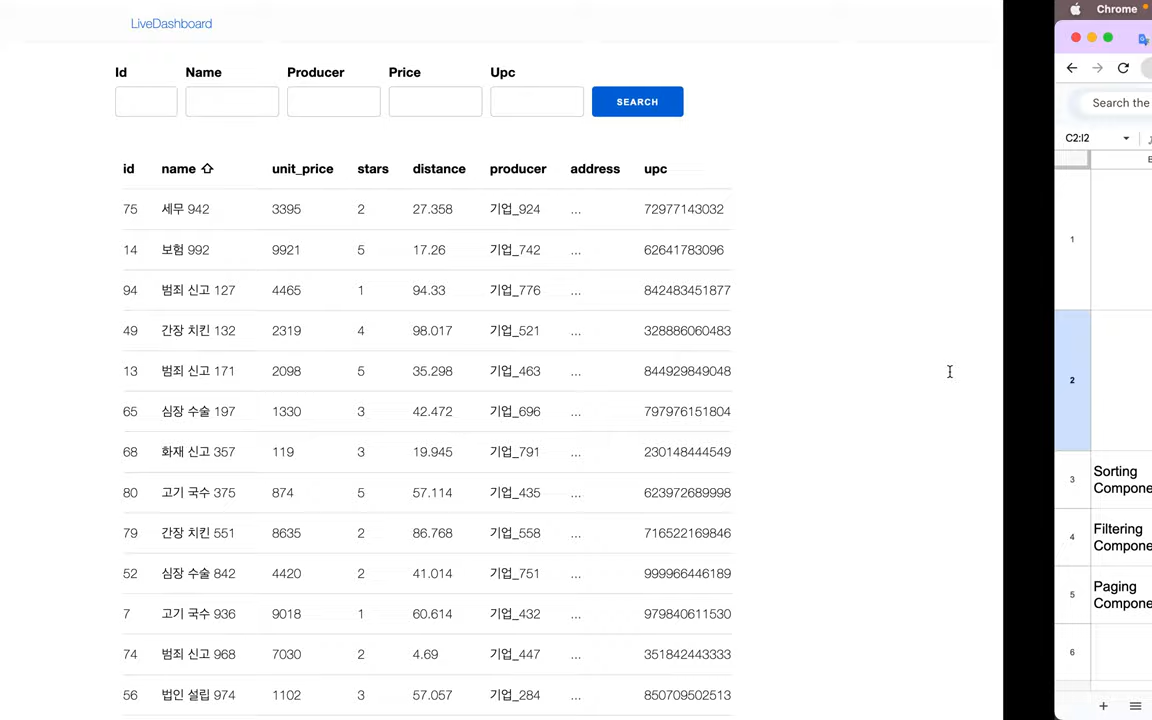 LiveDashboard
Id Name Producer Price Upc
SEARCH
id name unit_price stars distance producer address upc
75 세무 942 3395 2 27.358 기업_924 ... 72977143032
14 보험 992 9921 5 17.26 기업_742 ... 62641783096
94 범죄 신고 127 4465 1 94.33 기업_776 ... 842483451877
49 간장 치킨 132 2319 4 98.017 기업_521 ... 328886060483
13 범죄 신고 171 2098 5 35.298 기업_463 ... 844929849048
65 심장 수술 197 1330 3 42.472 기업_696 ... 797976151804
68 화재 신고 357 119 3 19.945 기업_791 ... 230148444549
80 고기 국수 375 874 5 57.114 기업_435 ... 623972689998
79 간장 치킨 551 8635 2 86.768 기업_558 ... 716522169846
52 심장 수술 842 4420 2 41.014 기업_751 ... 999966446189
7 고기 국수 936 9018 1 60.614 기업_432 ... 979840611530
74 범죄 신고 968 7030 2 4.69 기업_447 ... 351842443333
56 법인 설립 974 1102 3 57.057 기업_284 ... 850709502513
Chrome
Search the
C2:I2
1
2
3 Sorting
Compone
4 Filtering
Compone
5 Paging
Compone
6